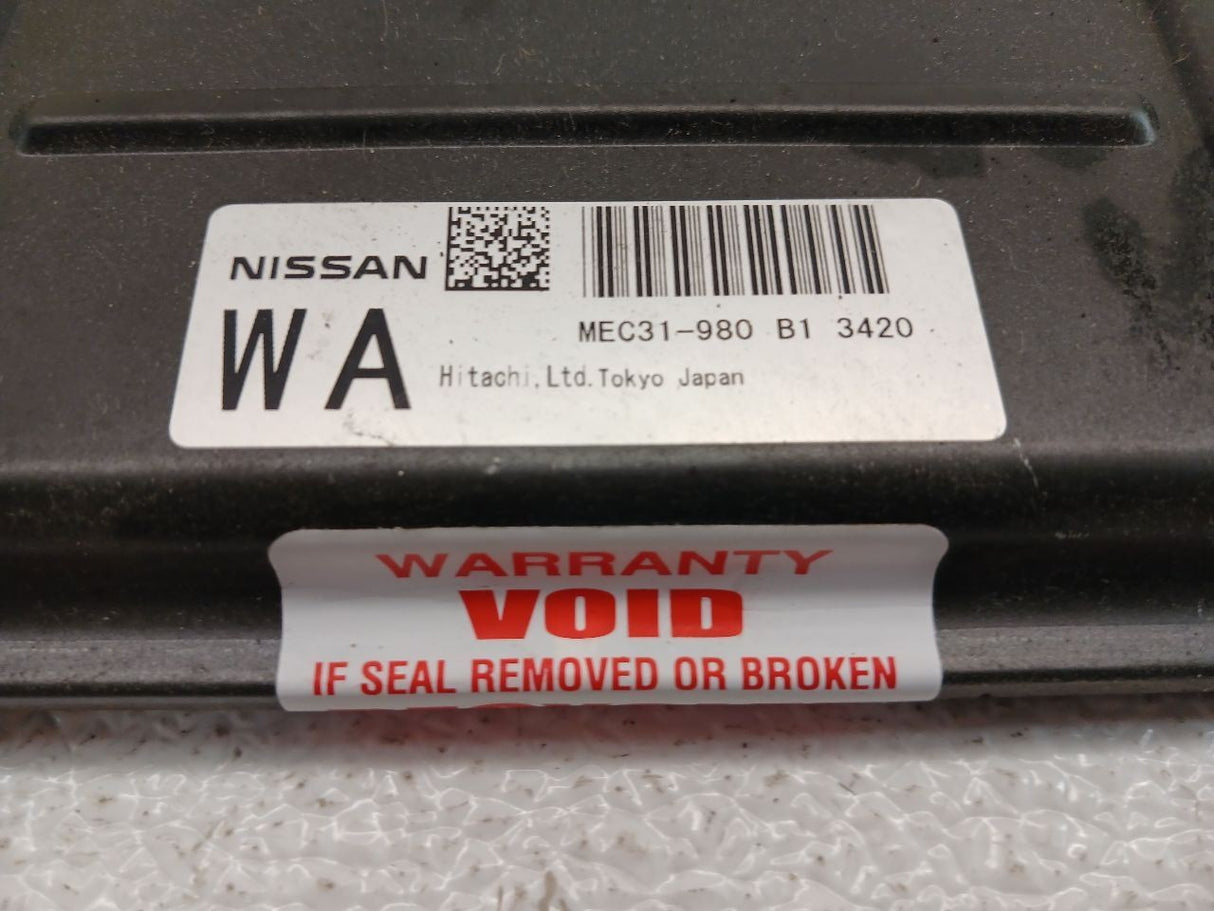 NISSAN
MEC31-980 B1 3420
WA
Hitachi,Ltd.Tokyo Japan
WARRANTY
VOID
IF SEAL REMOVED OR BROKEN